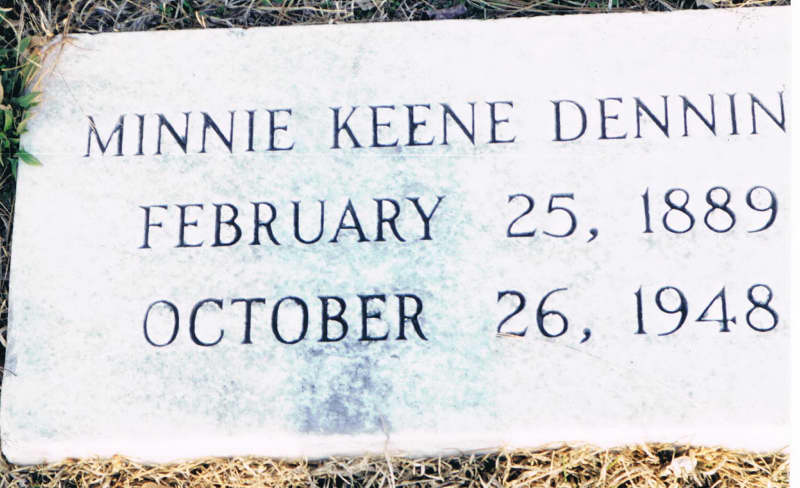 MINNIE KEENE DENNIN
FEBRUARY 25, 1889
OCTOBER 26, 1948